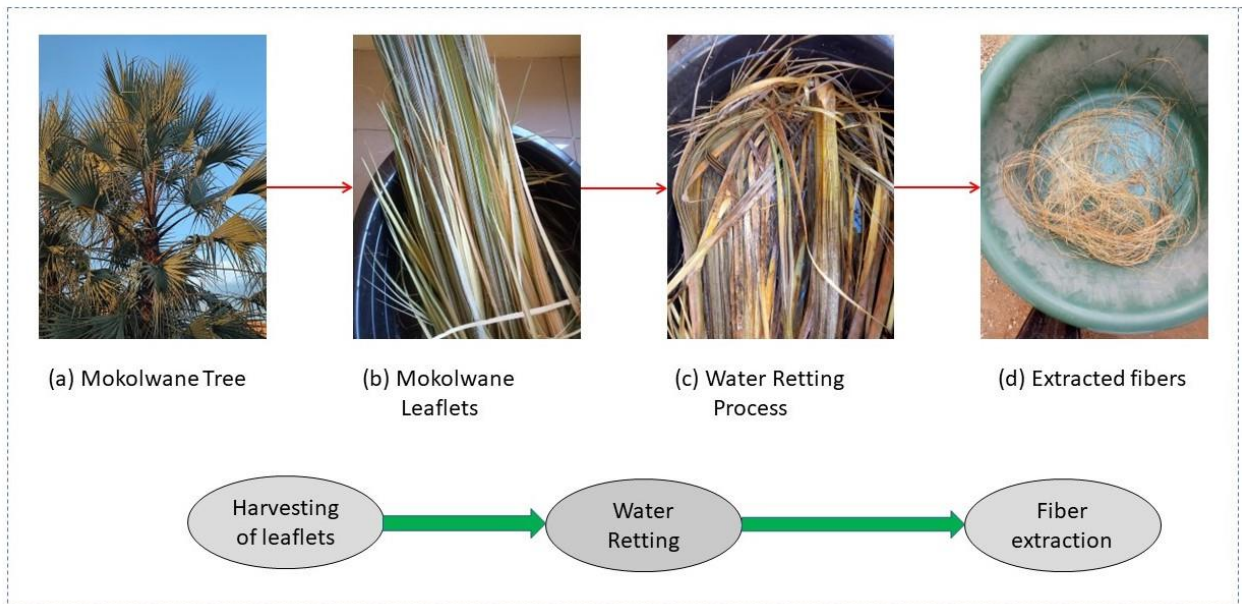 (a) Mokolwane Tree
(b) Mokolwane
Leaflets
(c) Water Retting
Process
(d) Extracted fibers
Harvesting
of leaflets
Water
Retting
Fiber
extraction